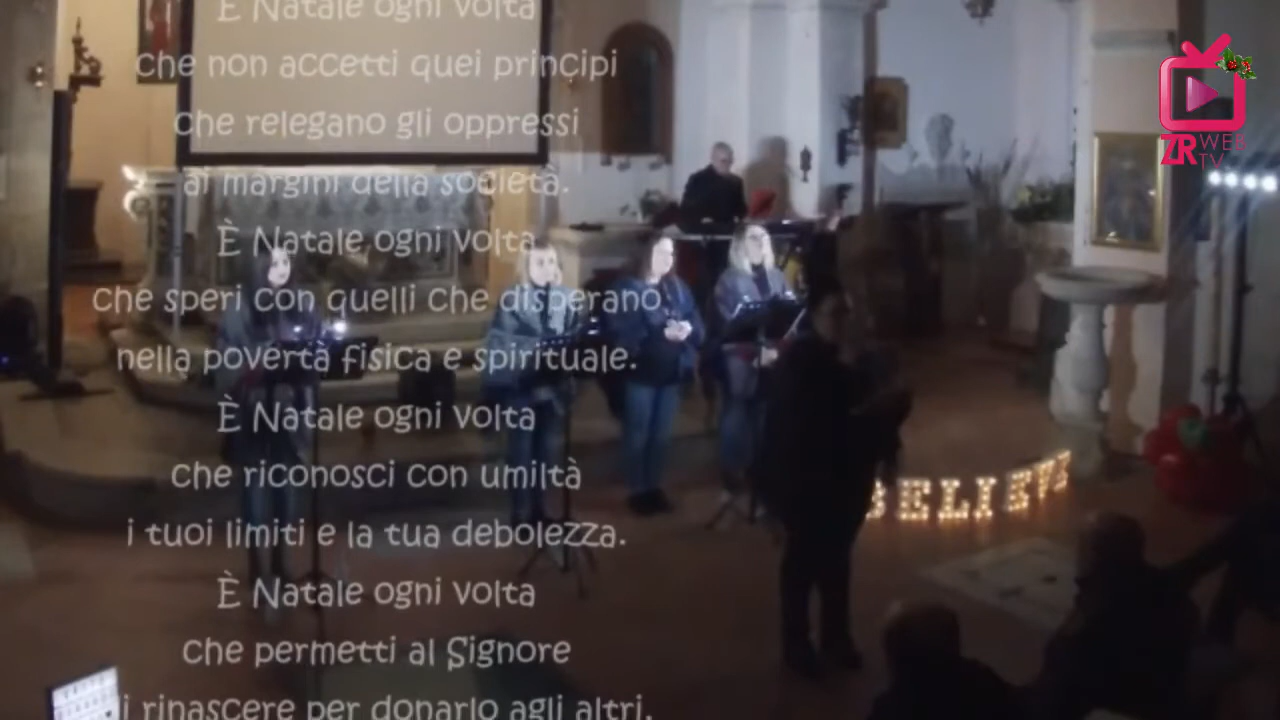 È Natale ogni volta
che non accetti quei principi
che relegano gli oppressi
ai margini della società.
È Natale ogni volta
che speri con quelli che disperano
nella povertà fisica e spirituale.
È Natale ogni volta
che riconosci con umiltà
i tuoi limiti e la tua debolezza.
È Natale ogni volta
che permetti al Signore
di rinascere per donarlo agli altri.
ZR WEB
TV
BELIEVE